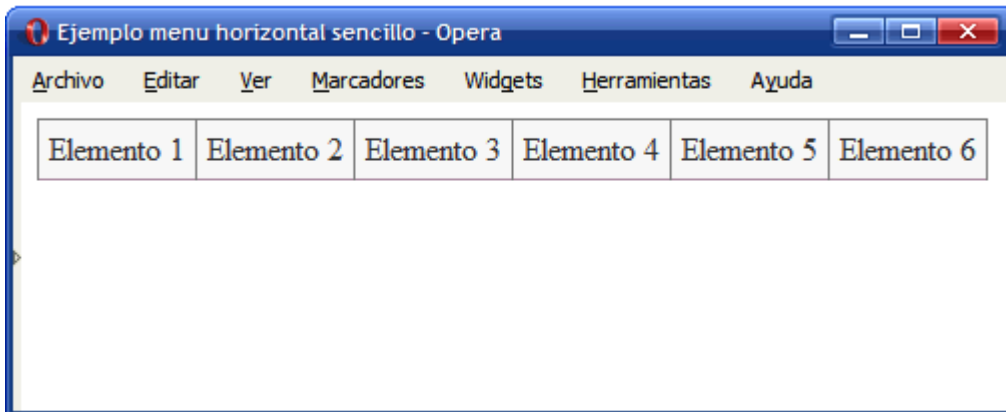 Ejemplo menu horizontal sencillo - Opera
Archivo Editar Ver Marcadores Widgets Herramientas Ayuda
Elemento 1 Elemento 2 Elemento 3 Elemento 4 Elemento 5 Elemento 6